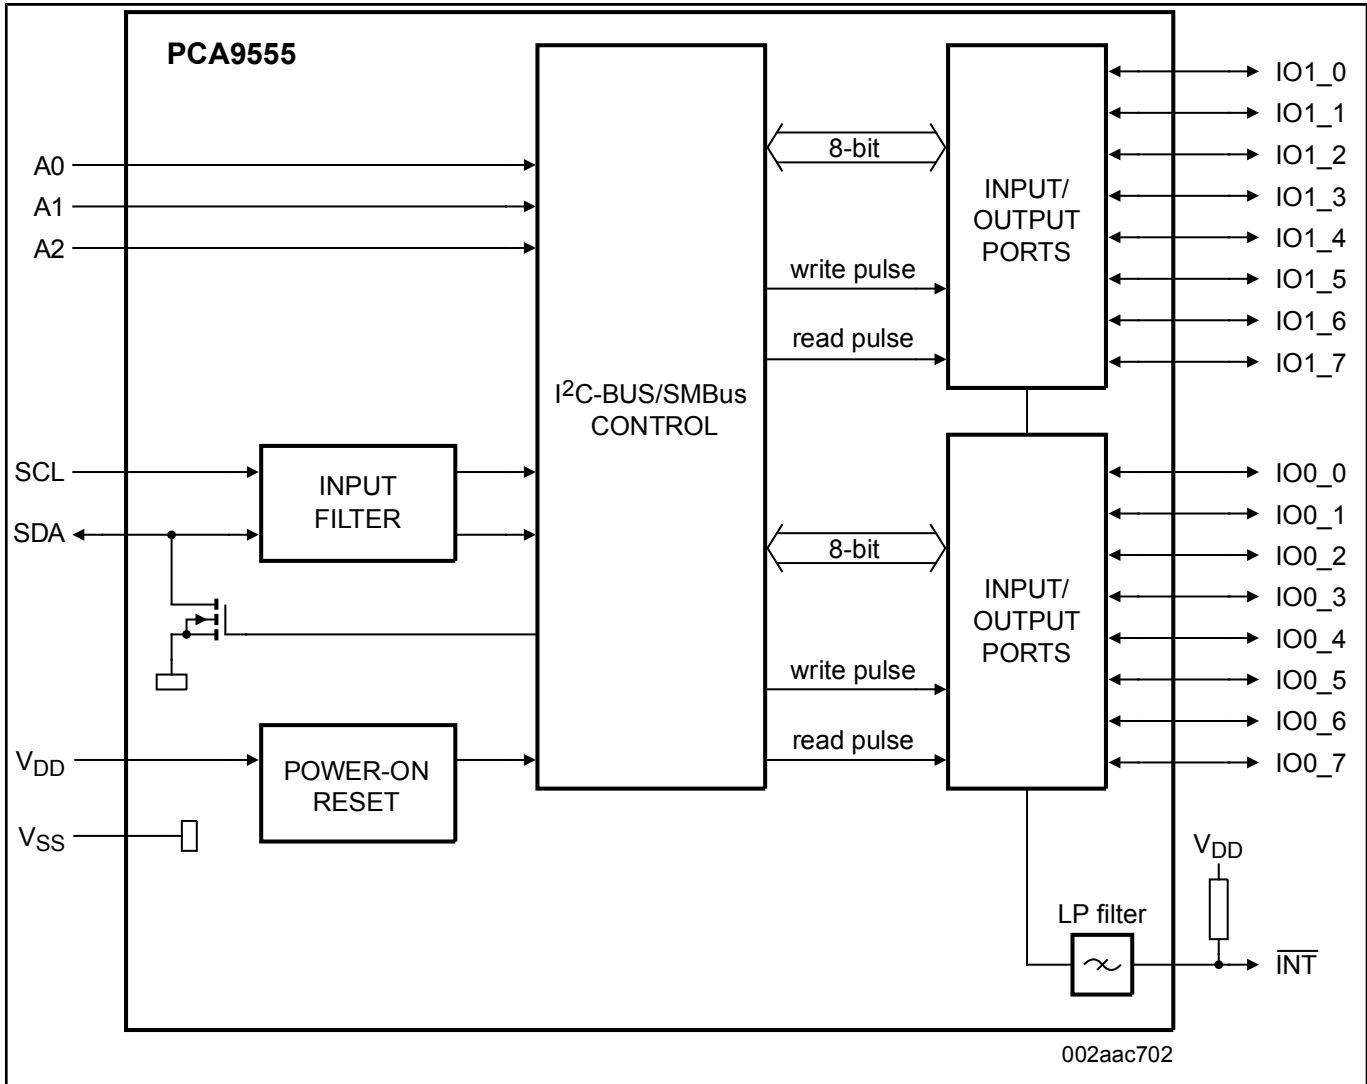 PCA9555
A0
A1
A2
SCL
SDA
VDD
VSS
INPUT
FILTER
POWER-ON
RESET
I2C-BUS/SMBus
CONTROL
8-bit
write pulse
read pulse
INPUT/
OUTPUT
PORTS
IO1_0
IO1_1
IO1_2
IO1_3
IO1_4
IO1_5
IO1_6
IO1_7
8-bit
write pulse
read pulse
INPUT/
OUTPUT
PORTS
IO0_0
IO0_1
IO0_2
IO0_3
IO0_4
IO0_5
IO0_6
IO0_7
VDD
LP filter
INT
002aac702